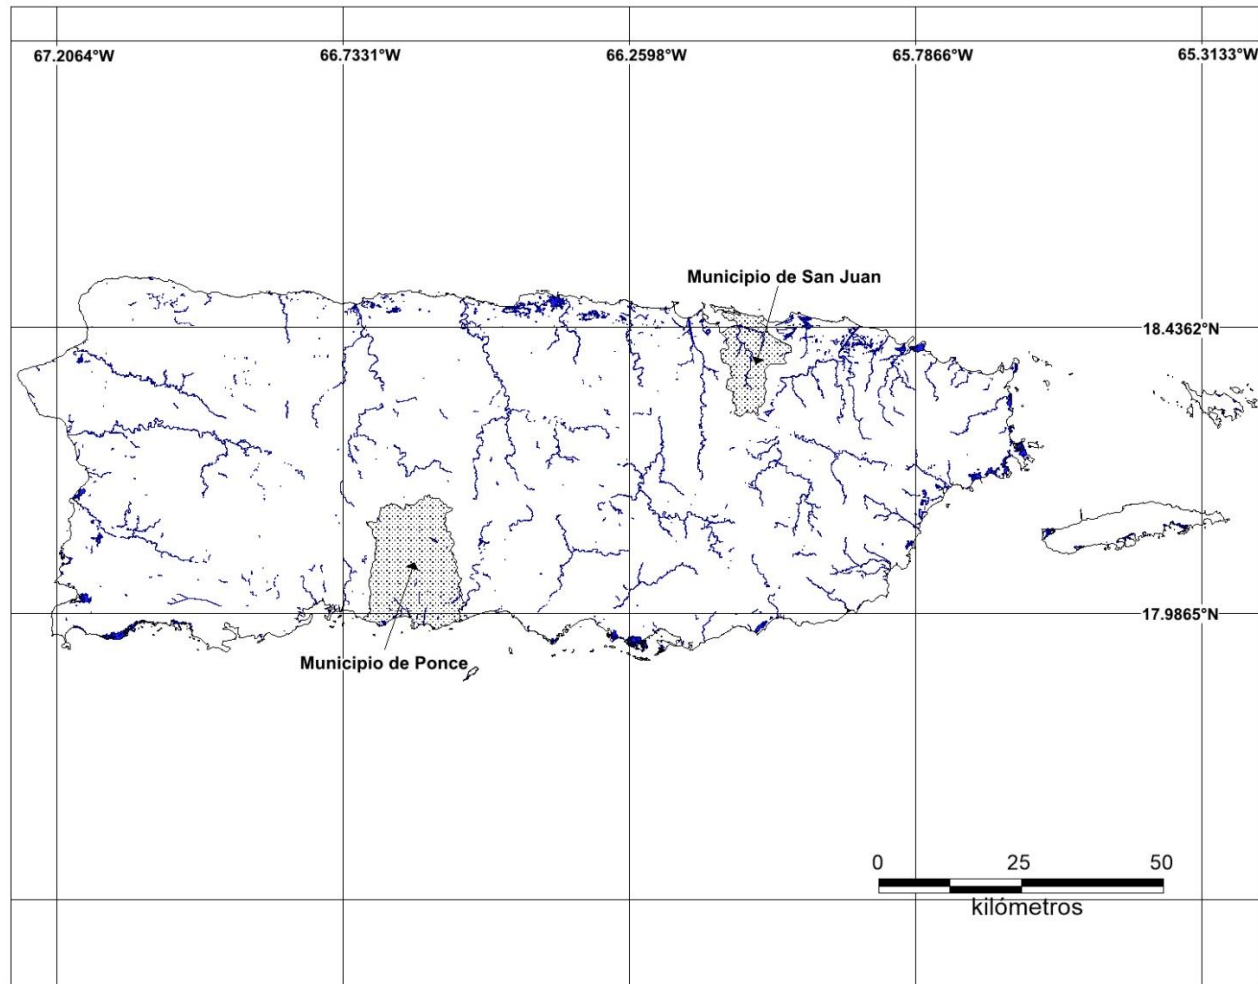 67.2064°W
66.7331°W
66.2598°W
65.7866°W
65.3133°W
Municipio de San Juan
18.4362°N
17.9865°N
Municipio de Ponce
0 25 50
kilómetros